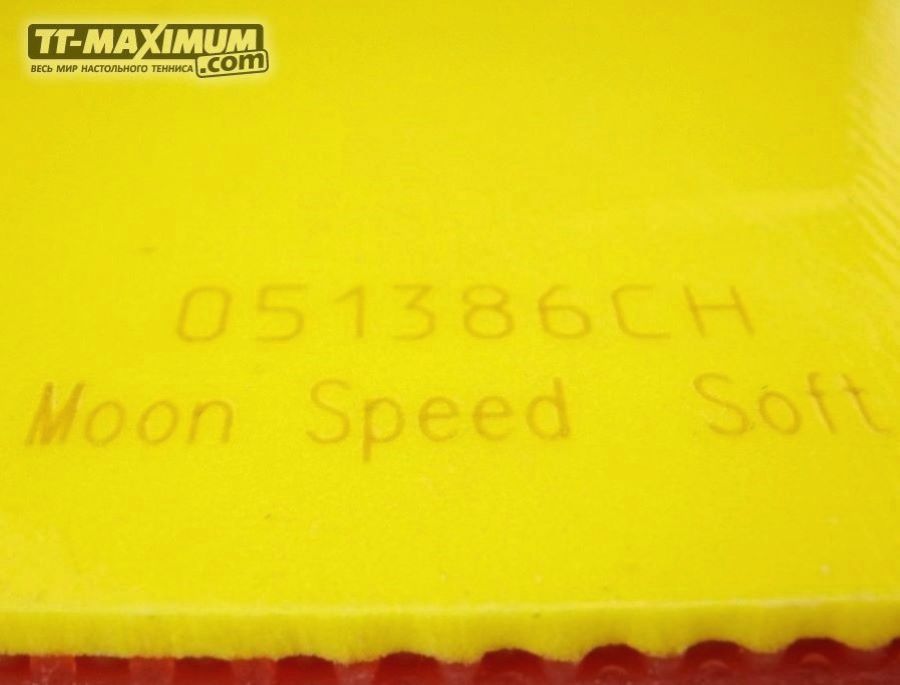 TT-MAXIMUM
.com
ВЕСЬ МИР НАСТОЛЬНОГО ТЕННИСА
051386CH
Moon Speed Soft